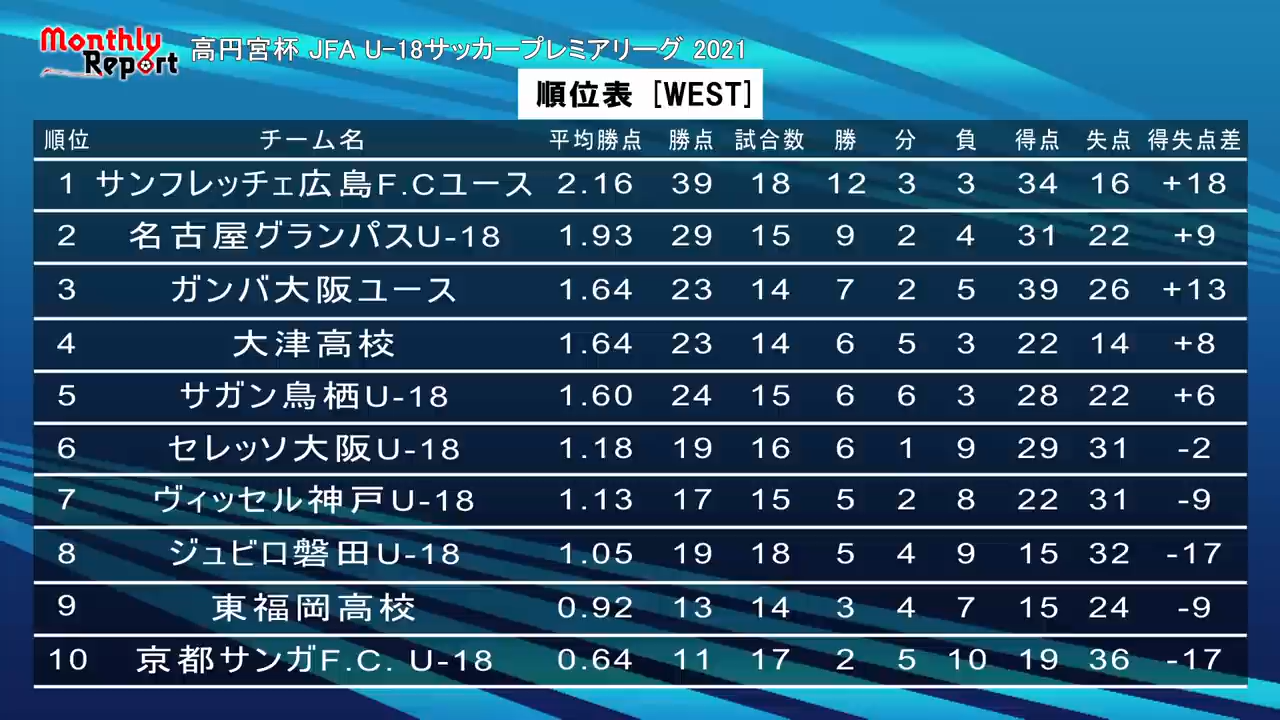 Monthly
Report
高円宮杯 JFA U-18サッカープレミアリーグ 2021
順位表 [WEST]
順位 チーム名 平均勝点 勝点 試合数 勝 分 負 得点 失点 得失点差
1 サンフレッチェ広島F.Cユース 2.16 39 18 12 3 3 34 16 +18
2 名古屋グランパスU-18 1.93 29 15 9 2 4 31 22 +9
3 ガンバ大阪ユース 1.64 23 14 7 2 5 39 26 +13
4 大津高校 1.64 23 14 6 5 3 22 14 +8
5 サガン鳥栖U-18 1.60 24 15 6 6 3 28 22 +6
6 セレッソ大阪U-18 1.18 19 16 6 1 9 29 31 -2
7 ヴィッセル神戸U-18 1.13 17 15 5 2 8 22 31 -9
8 ジュビロ磐田U-18 1.05 19 18 5 4 9 15 32 -17
9 東福岡高校 0.92 13 14 3 4 7 15 24 -9
10 京都サンガF.C. U-18 0.64 11 17 2 5 10 19 36 -17